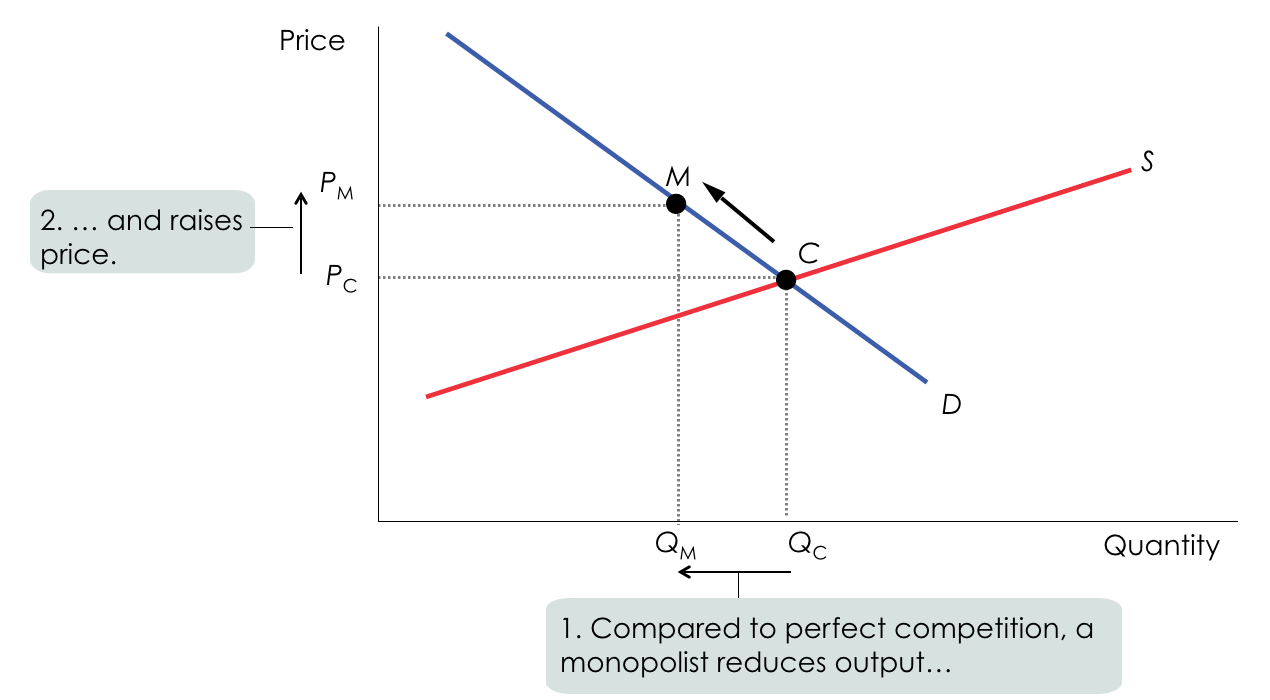 Price
S
P_M
M
2. … and raises
price.
C
P_C
D
Q_M
Q_C
Quantity
1. Compared to perfect competition, a
monopolist reduces output…